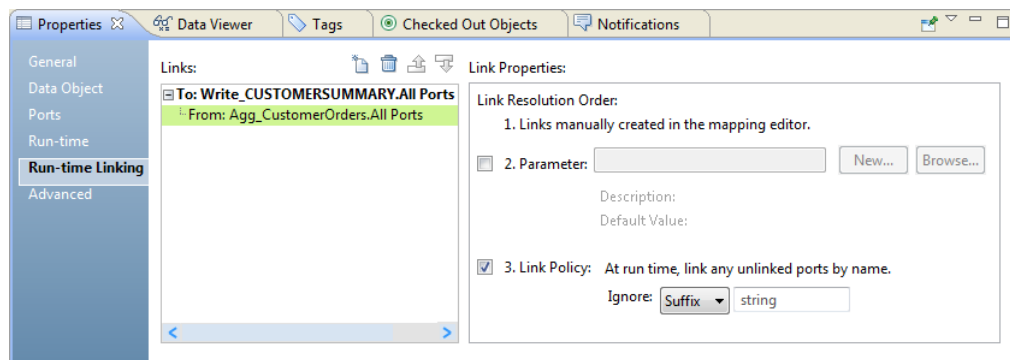 Properties Data Viewer Tags Checked Out Objects Notifications
General
Data Object
Ports
Run-time
Run-time Linking
Advanced
Links:
To: Write_CUSTOMERSUMMARY.All Ports
From: Agg_CustomerOrders.All Ports
Link Properties:
Link Resolution Order:
1. Links manually created in the mapping editor.
2. Parameter: New... Browse...
Description:
Default Value:
3. Link Policy: At run time, link any unlinked ports by name.
Ignore: Suffix string